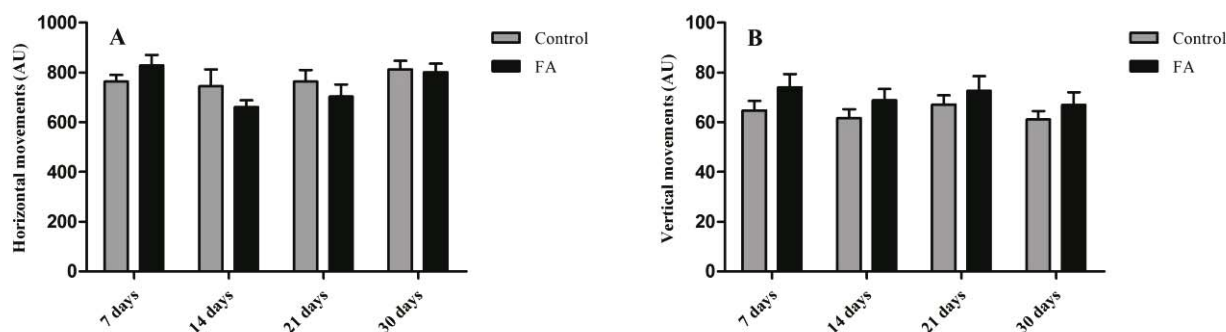 A
Horizontal movements (AU)
1000
800
600
400
200
0
7 days
14 days
21 days
30 days
Control
FA
B
Vertical movements (AU)
100
80
60
40
20
0
7 days
14 days
21 days
30 days
Control
FA